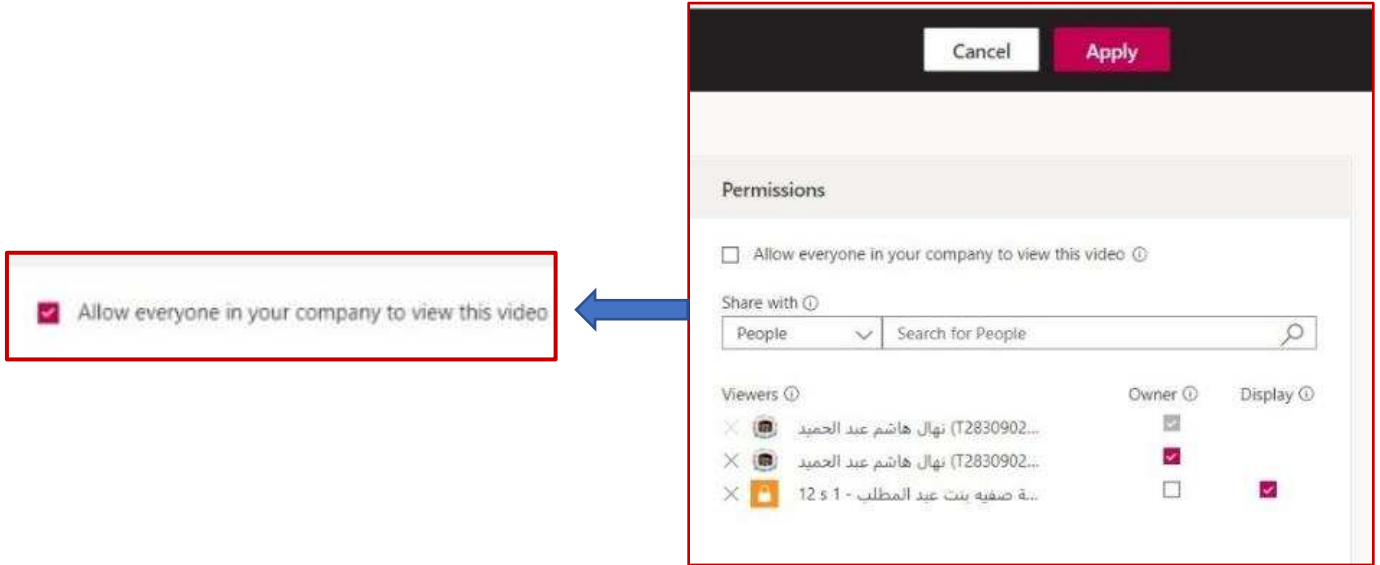 Cancel Apply
Permissions
Allow everyone in your company to view this video
Share with
People Search for People
Viewers Owner Display
نهال هاشم عبد الحميد (T2830902...
نهال هاشم عبد الحميد (T2830902...
...ة صفيه بنت عبد المطلب - 1 s 12
Allow everyone in your company to view this video